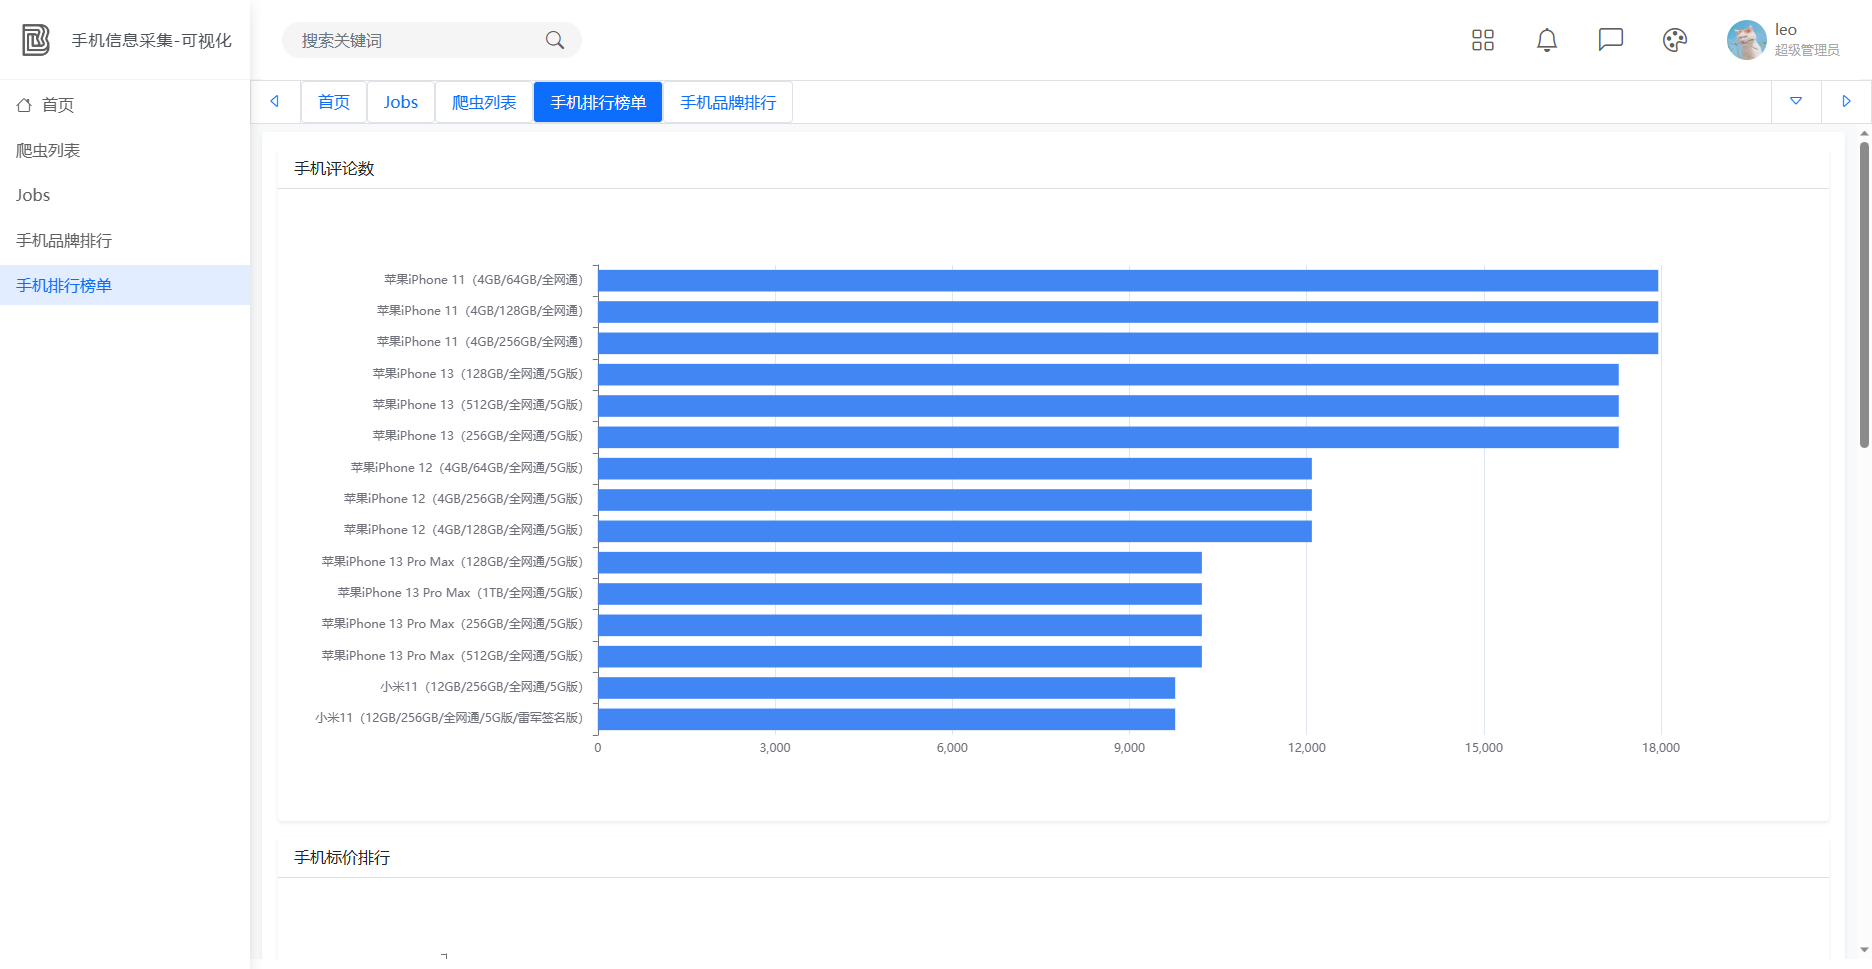 手机信息采集-可视化
搜索关键词
leo
超级管理员
首页
爬虫列表
Jobs
手机品牌排行
手机排行榜单
首页
Jobs
爬虫列表
手机排行榜单
手机品牌排行
手机评论数
苹果iPhone 11（4GB/64GB/全网通）
苹果iPhone 11（4GB/128GB/全网通）
苹果iPhone 11（4GB/256GB/全网通）
苹果iPhone 13（128GB/全网通/5G版）
苹果iPhone 13（512GB/全网通/5G版）
苹果iPhone 13（256GB/全网通/5G版）
苹果iPhone 12（4GB/64GB/全网通/5G版）
苹果iPhone 12（4GB/256GB/全网通/5G版）
苹果iPhone 12（4GB/128GB/全网通/5G版）
苹果iPhone 13 Pro Max（128GB/全网通/5G版）
苹果iPhone 13 Pro Max（1TB/全网通/5G版）
苹果iPhone 13 Pro Max（256GB/全网通/5G版）
苹果iPhone 13 Pro Max（512GB/全网通/5G版）
小米11（12GB/256GB/全网通/5G版）
小米11（12GB/256GB/全网通/5G版/雷军签名版）
0 3,000 6,000 9,000 12,000 15,000 18,000
手机标价排行